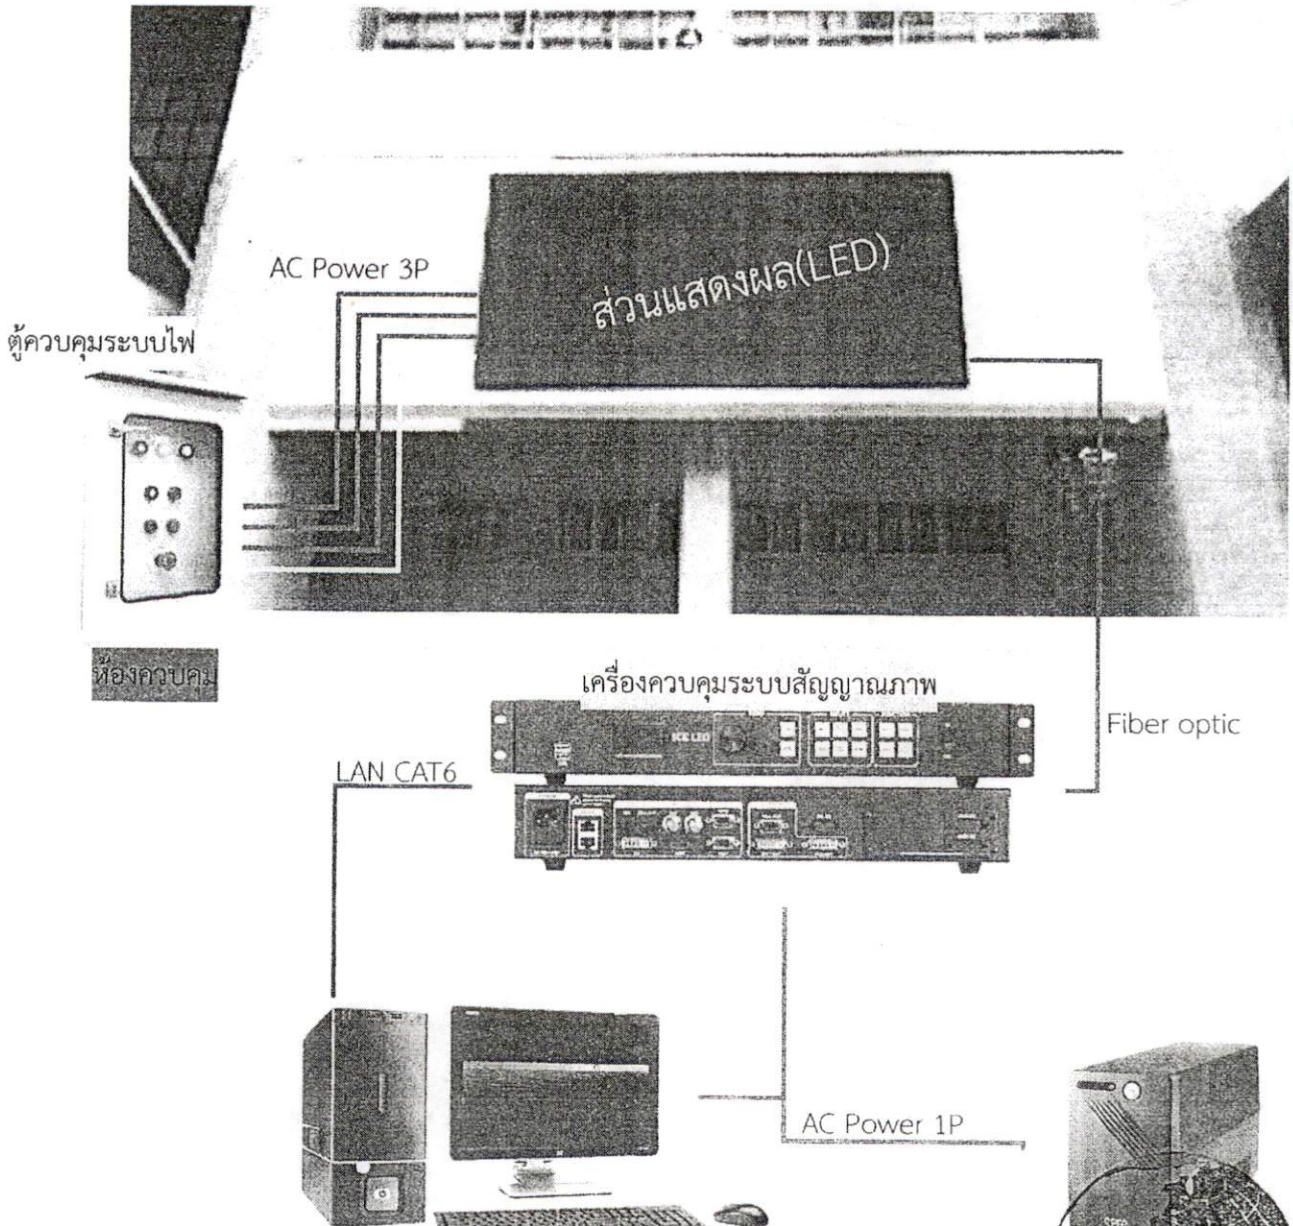 AC Power 3P
ส่วนแสดงผล(LED)
ตู้ควบคุมระบบไฟ
ห้องควบคุม
เครื่องควบคุมระบบสัญญาณภาพ
Fiber optic
LAN CAT6
AC Power 1P